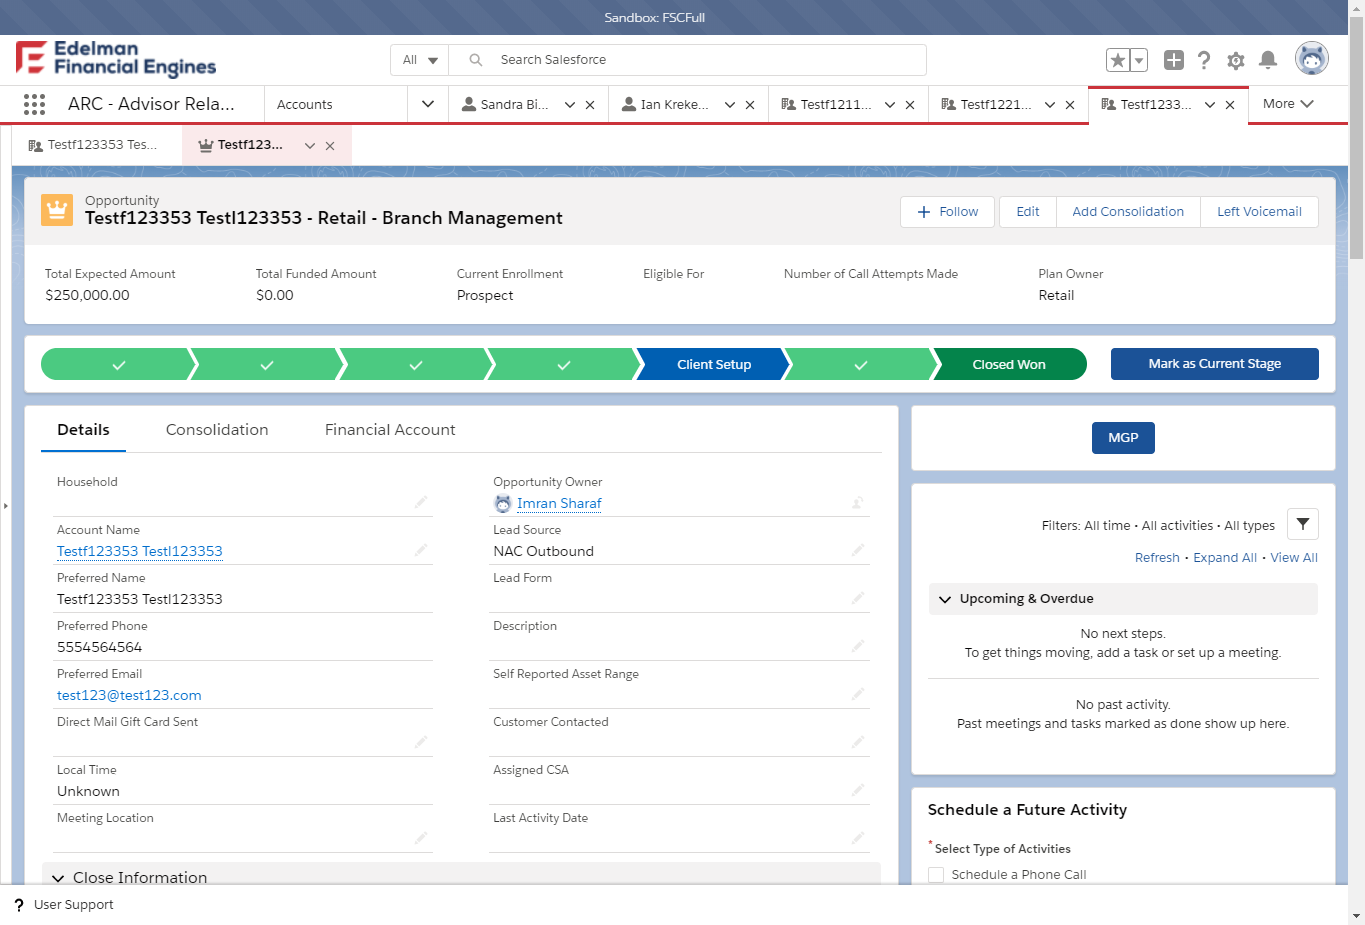 Sandbox: FSCFull
Edelman
Financial Engines
All
Search Salesforce
ARC - Advisor Rela...
Accounts
Sandra Bi...
Ian Kreke...
Testf1211...
Testf1221...
Testf1233...
More
Testf123353 Tes...
Testf123...
Opportunity
Testf123353 Testl123353 - Retail - Branch Management
Follow
Edit
Add Consolidation
Left Voicemail
Total Expected Amount
$250,000.00
Total Funded Amount
$0.00
Current Enrollment
Prospect
Eligible For
Number of Call Attempts Made
Plan Owner
Retail
Client Setup
Closed Won
Mark as Current Stage
Details
Consolidation
Financial Account
Household
Account Name
Testf123353 Testl123353
Preferred Name
Testf123353 Testl123353
Preferred Phone
5554564564
Preferred Email
test123@test123.com
Direct Mail Gift Card Sent
Local Time
Unknown
Meeting Location
Opportunity Owner
Imran Sharaf
Lead Source
NAC Outbound
Lead Form
Description
Self Reported Asset Range
Customer Contacted
Assigned CSA
Last Activity Date
Close Information
MGP
Filters: All time • All activities • All types
Refresh • Expand All • View All
Upcoming & Overdue
No next steps.
To get things moving, add a task or set up a meeting.
No past activity.
Past meetings and tasks marked as done show up here.
Schedule a Future Activity
* Select Type of Activities
Schedule a Phone Call
? User Support